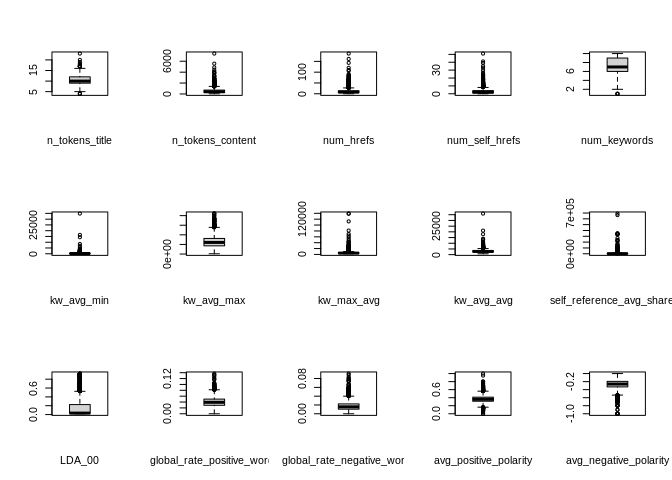 5 15
0 6000
0 100
0 30
2 6
n_tokens_title n_tokens_content num_hrefs num_self_hrefs num_keywords
0 25000
0e+00
0 120000
0 25000
0e+00 7e+05
kw_avg_min kw_avg_max kw_max_avg kw_avg_avg self_reference_avg_share
0.0 0.6
0.00 0.12
0.00 0.08
0.0 0.6
-1.0 -0.2
LDA_00 global_rate_positive_wor global_rate_negative_wor avg_positive_polarity avg_negative_polarity